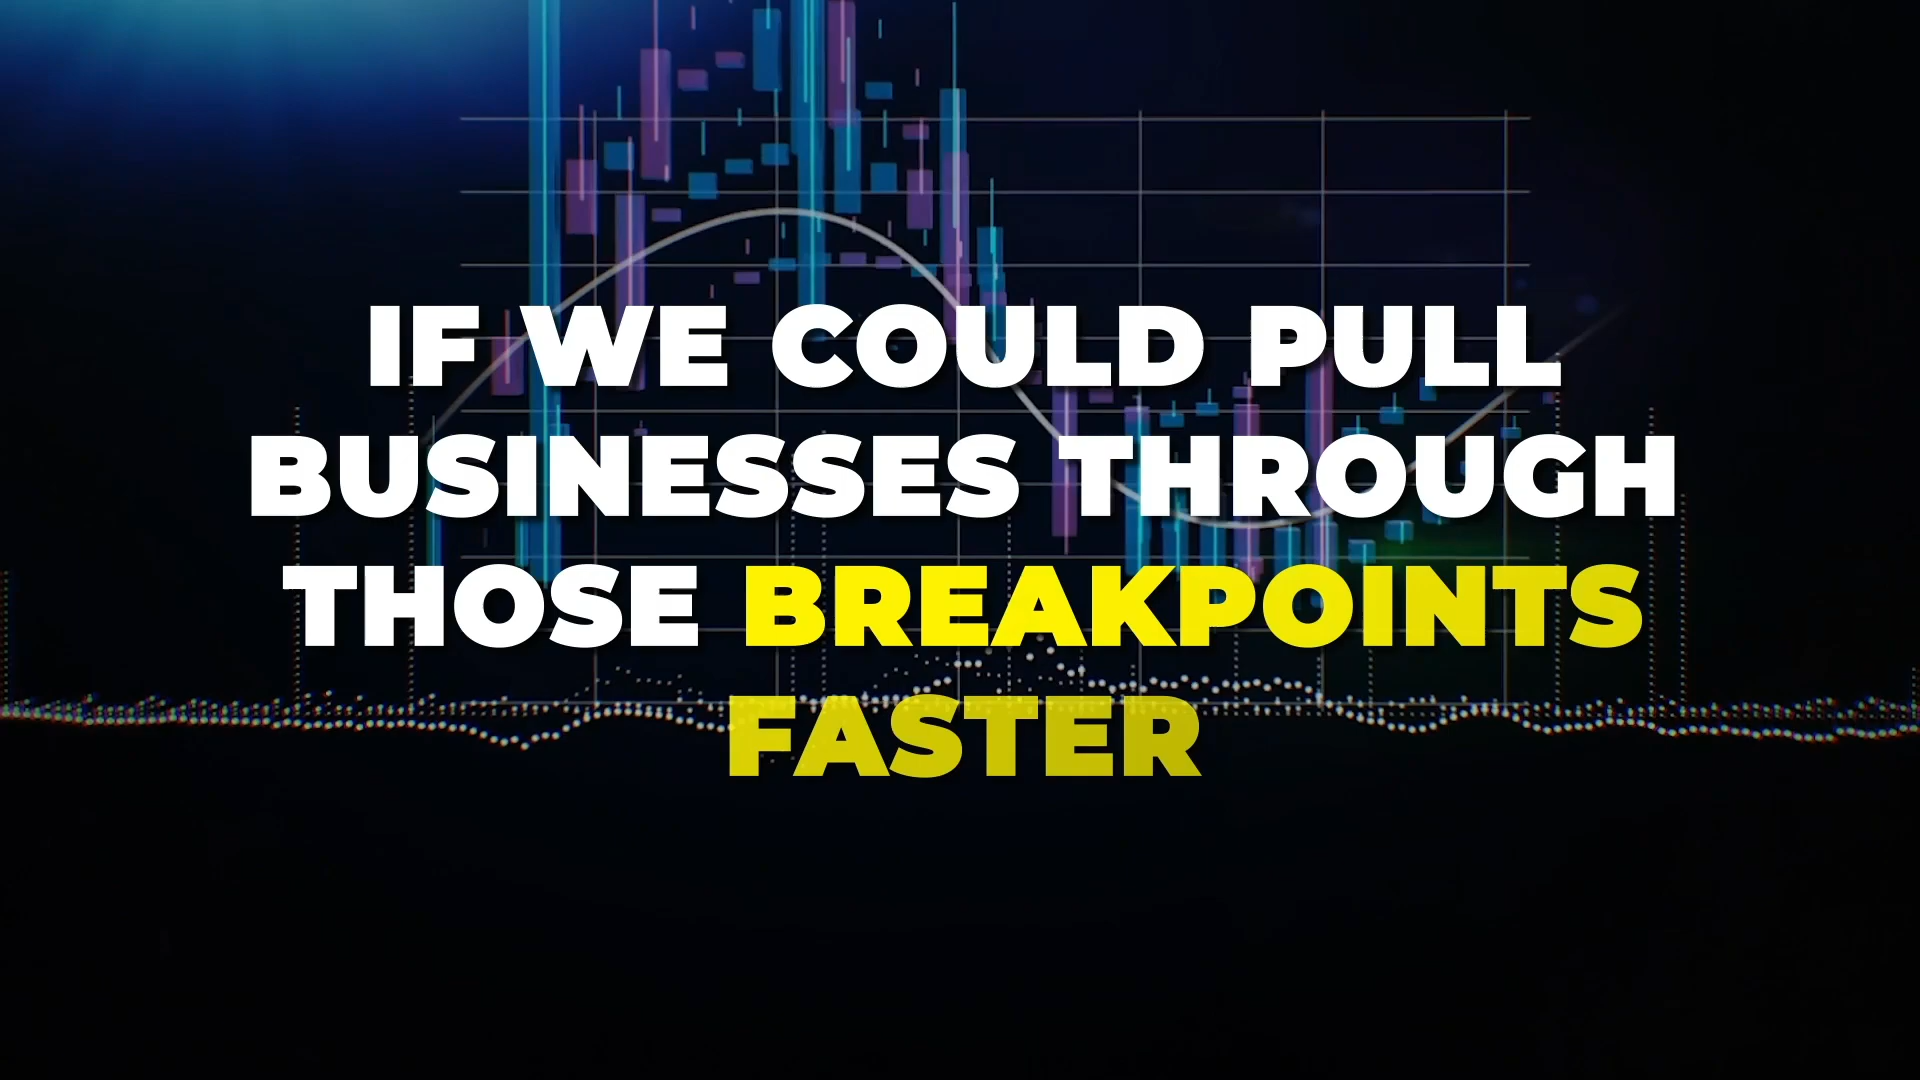 IF WE COULD PULL
BUSINESSES THROUGH
THOSE BREAKPOINTS
FASTER